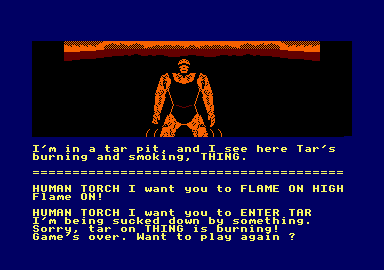 I'm in a tar pit, and I see here Tar's
burning and smoking, THING.
=======================================
HUMAN TORCH I want you to FLAME ON HIGH
Flame ON!
HUMAN TORCH I want you to ENTER TAR
I'm being sucked down by something.
Sorry, tar on THING is burning!
Game's over. Want to play again ?